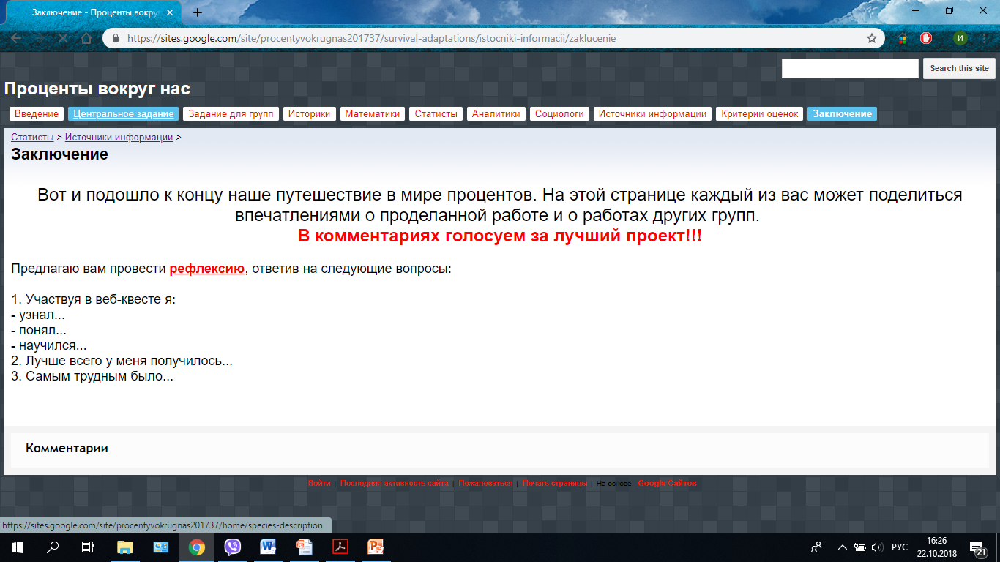 Заключение - Проценты вокру
https://sites.google.com/site/procentyvokrugnas201737/survival-adaptations/istocniki-informacii/zaklucenie
И
Search this site
Проценты вокруг нас
Введение Центральное задание Задание для групп Историки Математики Статисты Аналитики Социологи Источники информации Критерии оценок Заключение
Статисты > Источники информации >
Заключение
Вот и подошло к концу наше путешествие в мире процентов. На этой странице каждый из вас может поделиться
впечатлениями о проделанной работе и о работах других групп.
В комментариях голосуем за лучший проект!!!
Предлагаю вам провести рефлексию, ответив на следующие вопросы:
1. Участвуя в веб-квесте я:
- узнал...
- понял...
- научился...
2. Лучше всего у меня получилось...
3. Самым трудным было...
Комментарии
Войти | Последняя активность сайта | Пожаловаться | Печать страницы | На основе Google Сайтов
https://sites.google.com/site/procentyvokrugnas201737/home/species-description
РУС
16:26
22.10.2018
21